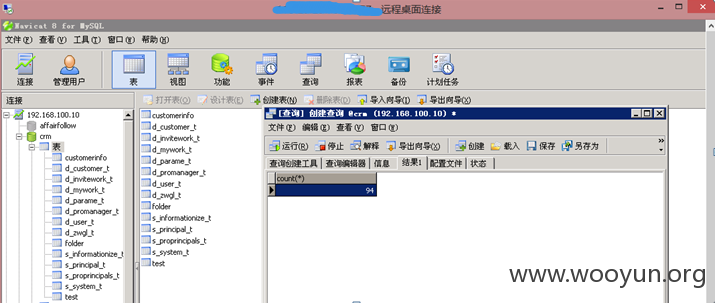 远程桌面连接
Navicat 8 for MySQL
文件(F) 查看(V) 工具(T) 窗口(W) 帮助(H)
连接 管理用户 表 视图 功能 事件 查询 报表 备份 计划任务
连接 打开表(O) 设计表(E) 创建表(N) 删除表(D) 导入向导(I) 导出向导(R)
192.168.100.10
affairfollow
crm
表
customerinfo
d_customer_t
d_invitework_t
d_mywork_t
d_parame_t
d_promanager_t
d_user_t
d_zwgl_t
folder
s_informationize_t
s_principal_t
s_proprincipals_t
s_system_t
test
customerinfo
d_customer_t
d_invitework_t
d_mywork_t
d_parame_t
d_promanager_t
d_user_t
d_zwgl_t
folder
s_informationize_t
s_principal_t
s_proprincipals_t
s_system_t
test
[查询] 创建查询 @crm (192.168.100.10) *
文件(F) 编辑(E) 查看(V) 窗口(W)
运行(R) 停止 解释 导出向导(X) 创建 载入 保存 另存为
查询创建工具 查询编辑器 信息 结果1 配置文件 状态
count(*)
94
www.wooyun.org